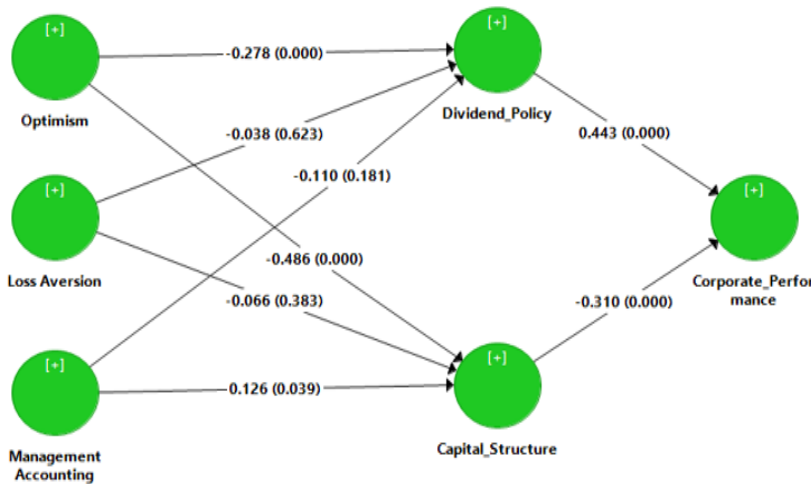 [+]
Optimism
[+]
Loss Aversion
[+]
Management
Accounting
-0.278 (0.000)
-0.038 (0.623)
-0.110 (0.181)
-0.486 (0.000)
-0.066 (0.383)
0.126 (0.039)
[+]
Dividend_Policy
[+]
Capital_Structure
0.443 (0.000)
-0.310 (0.000)
[+]
Corporate_Perfor
mance